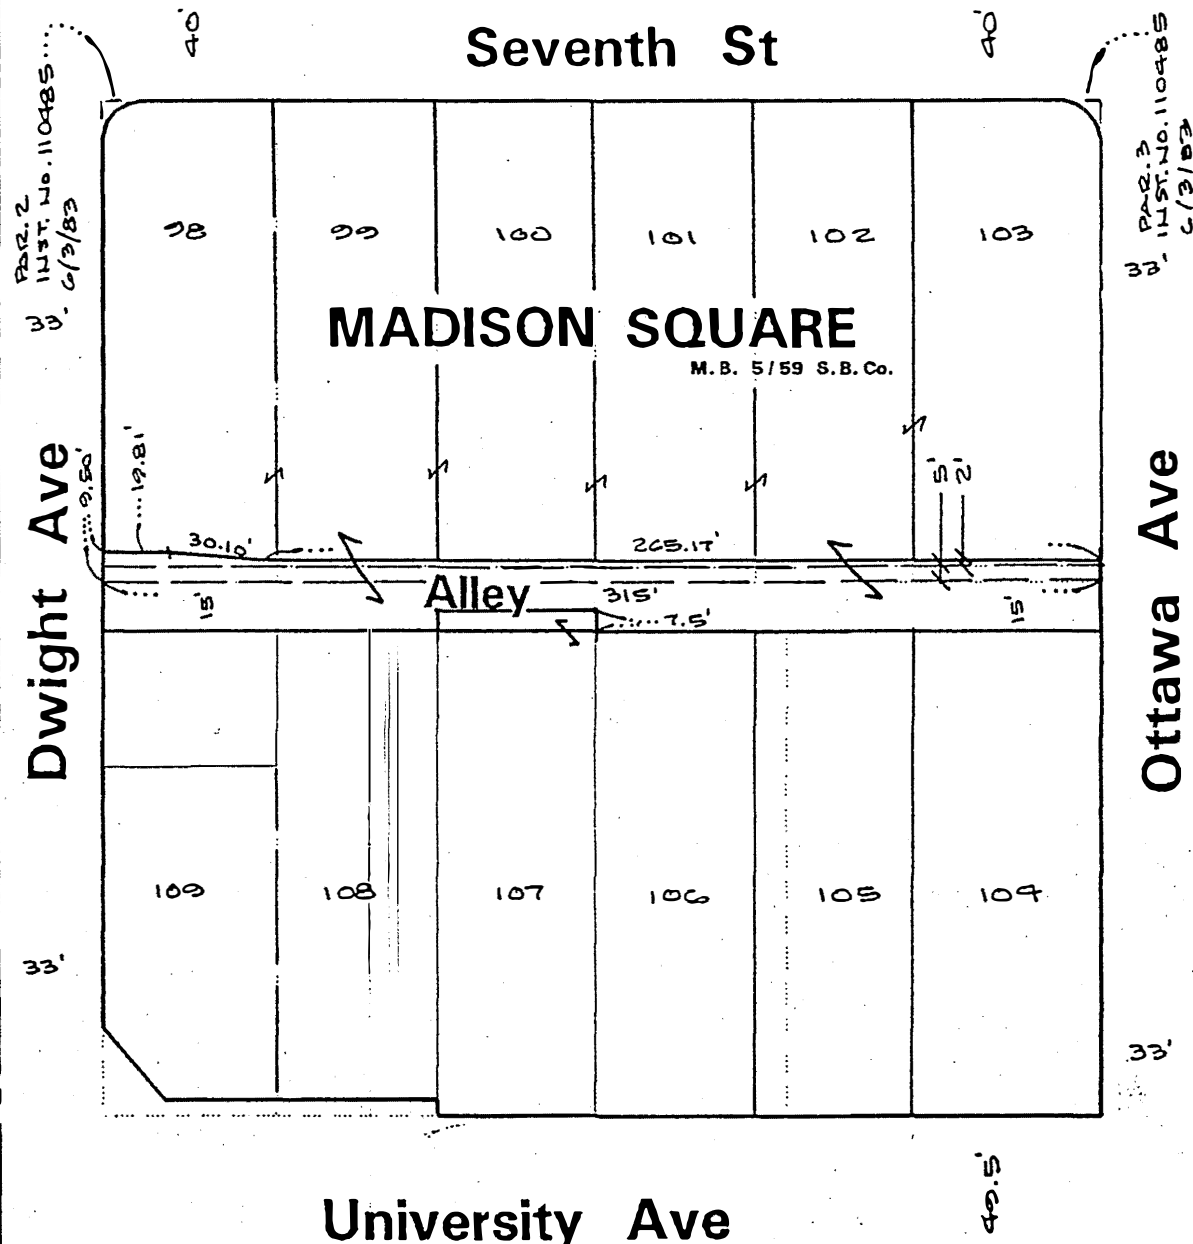 Seventh St
40'
40'
PAR. 2
INST. No. 110485
6/3/83
PAR. 3
INST. No. 110485
6/3/83
33'
33'
98
99
100
101
102
103
MADISON SQUARE
M.B. 5/59 S.B.Co.
Dwight Ave
Ottawa Ave
9.50'
19.81'
30.10'
265.17'
5'
2'
15'
Alley
315'
7.5'
15'
109
108
107
106
105
104
33'
33'
49.5'
University Ave